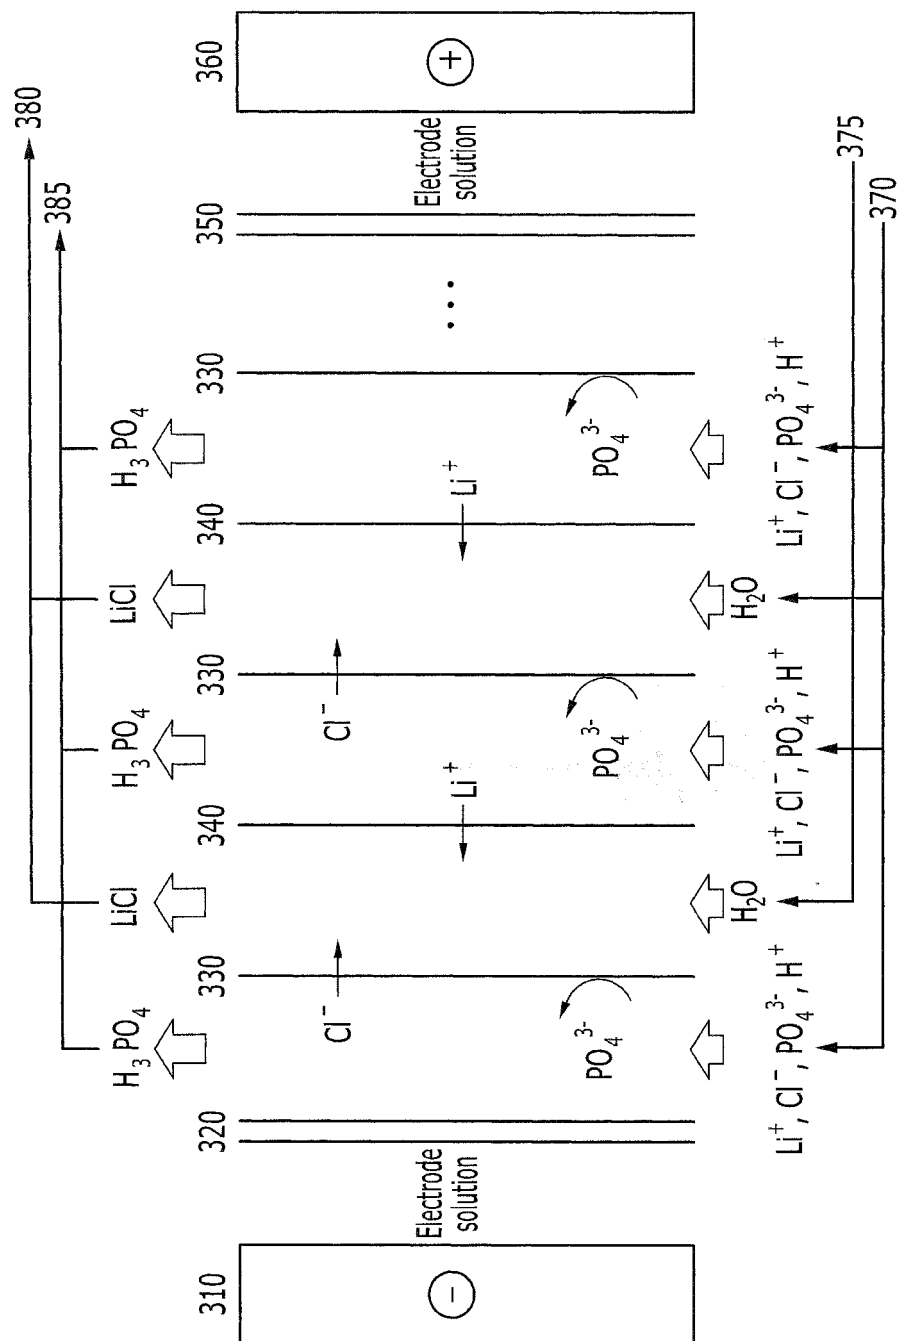 380
385
H₃PO₄ LiCl H₃PO₄ LiCl H₃PO₄
310 320 330 340 330 340 330 350 360
Cl⁻ Cl⁻
− Electrode Li⁺ Li⁺ ••• Electrode +
solution solution
PO₄³⁻ PO₄³⁻ PO₄³⁻
H₂O H₂O
Li⁺, Cl⁻, PO₄³⁻, H⁺ Li⁺, Cl⁻, PO₄³⁻, H⁺ Li⁺, Cl⁻, PO₄³⁻, H⁺
375
370